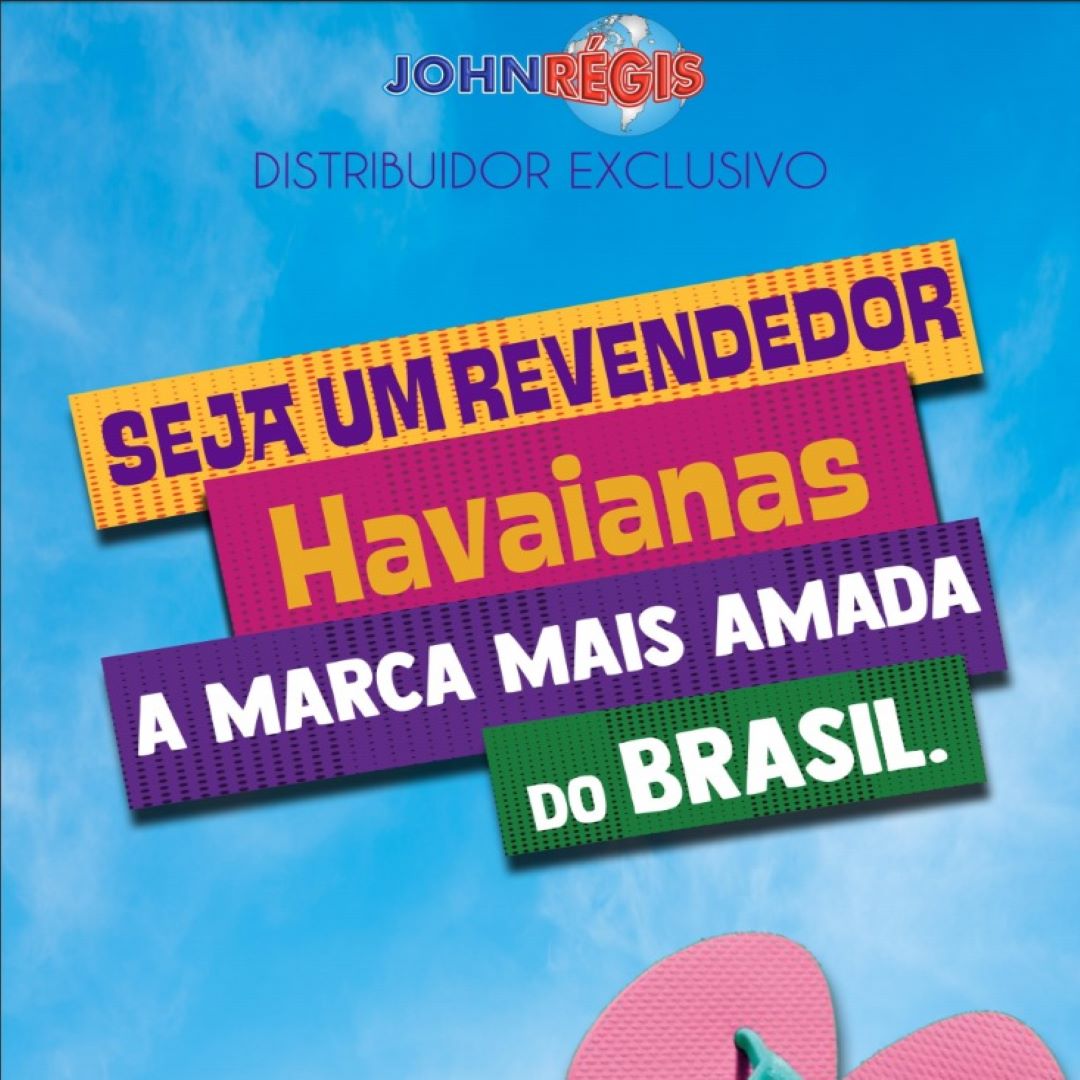 JOHNRÉGIS
DISTRIBUIDOR EXCLUSIVO
SEJA UM REVENDEDOR
Havaianas
A MARCA MAIS AMADA
DO BRASIL.